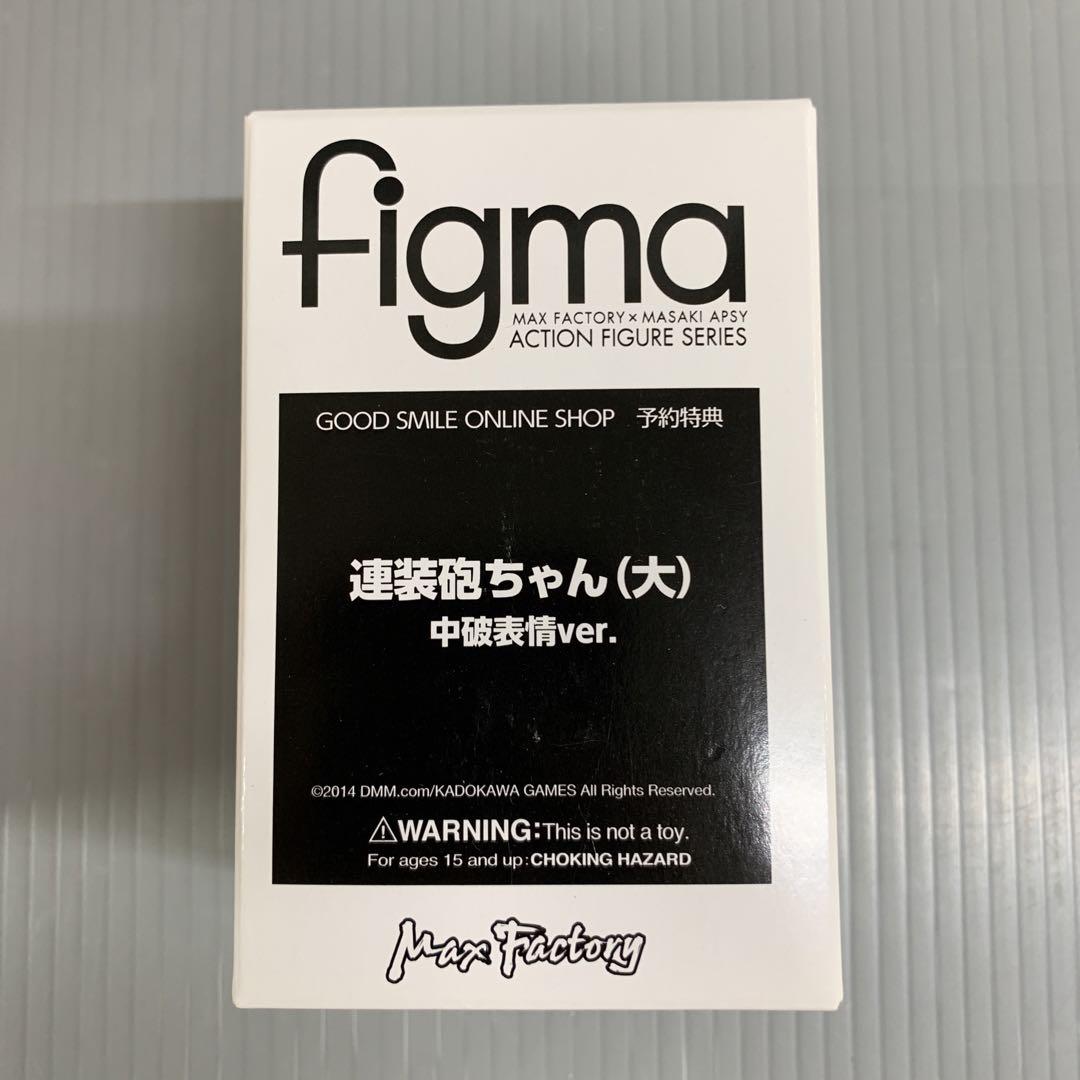 figma
MAX FACTORY×MASAKI APSY
ACTION FIGURE SERIES
GOOD SMILE ONLINE SHOP 予約特典
連装砲ちゃん(大)
中破表情ver.
©2014 DMM.com/KADOKAWA GAMES All Rights Reserved.
⚠WARNING:This is not a toy.
For ages 15 and up:CHOKING HAZARD
Max Factory